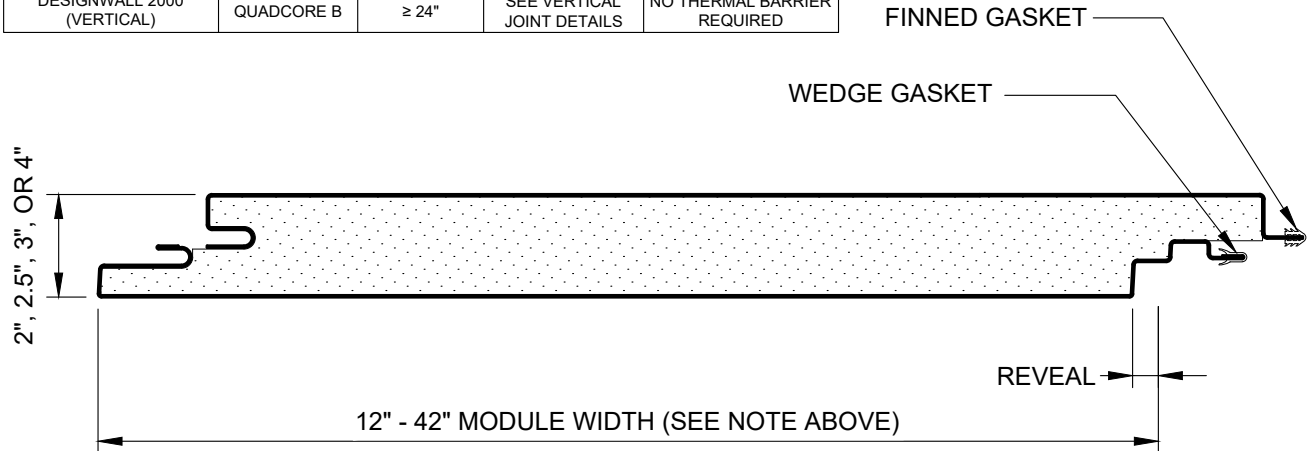 DESIGNWALL 2000
(VERTICAL)
QUADCORE B
≥ 24"
SEE VERTICAL
JOINT DETAILS
NO THERMAL BARRIER
REQUIRED
FINNED GASKET
WEDGE GASKET
2", 2.5", 3", OR 4"
REVEAL
12" - 42" MODULE WIDTH (SEE NOTE ABOVE)